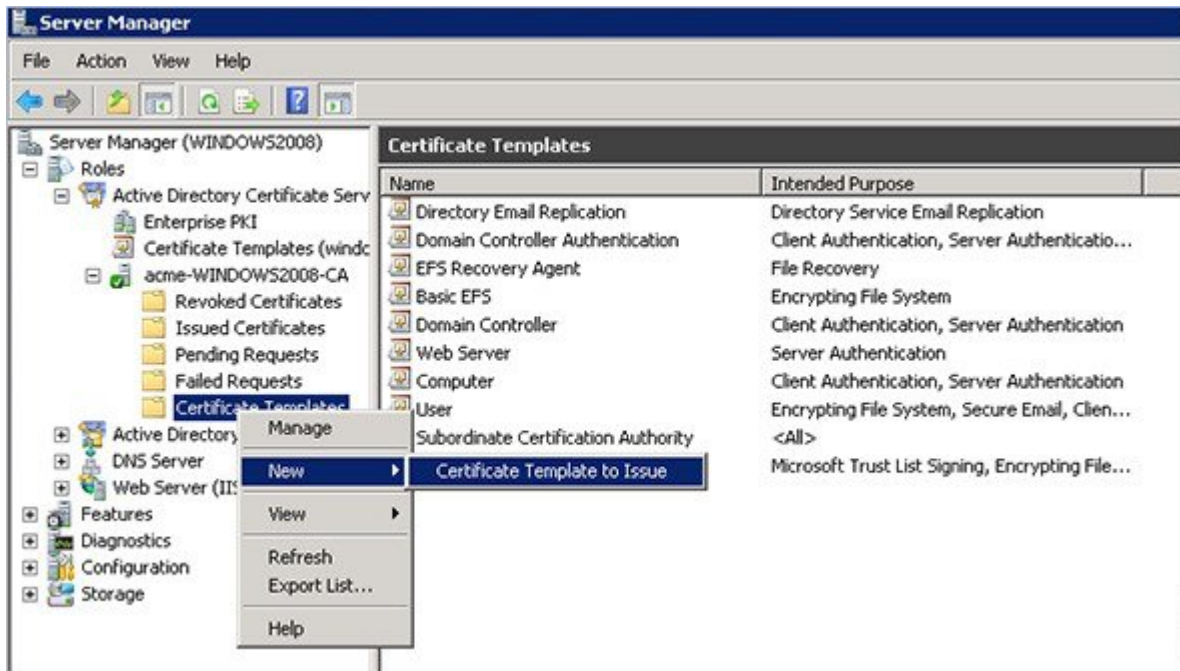 Server Manager
File Action View Help
Server Manager (WINDOWS2008)
Roles
Active Directory Certificate Serv
Enterprise PKI
Certificate Templates (windc
acme-WINDOWS2008-CA
Revoked Certificates
Issued Certificates
Pending Requests
Failed Requests
Certificate Templates
Active Directory
DNS Server
Web Server (IIS
Features
Diagnostics
Configuration
Storage
Manage
New
View
Refresh
Export List...
Help
Certificate Template to Issue
Certificate Templates
Name Intended Purpose
Directory Email Replication Directory Service Email Replication
Domain Controller Authentication Client Authentication, Server Authenticatio...
EFS Recovery Agent File Recovery
Basic EFS Encrypting File System
Domain Controller Client Authentication, Server Authentication
Web Server Server Authentication
Computer Client Authentication, Server Authentication
User Encrypting File System, Secure Email, Clien...
Subordinate Certification Authority <All>
Microsoft Trust List Signing, Encrypting File...